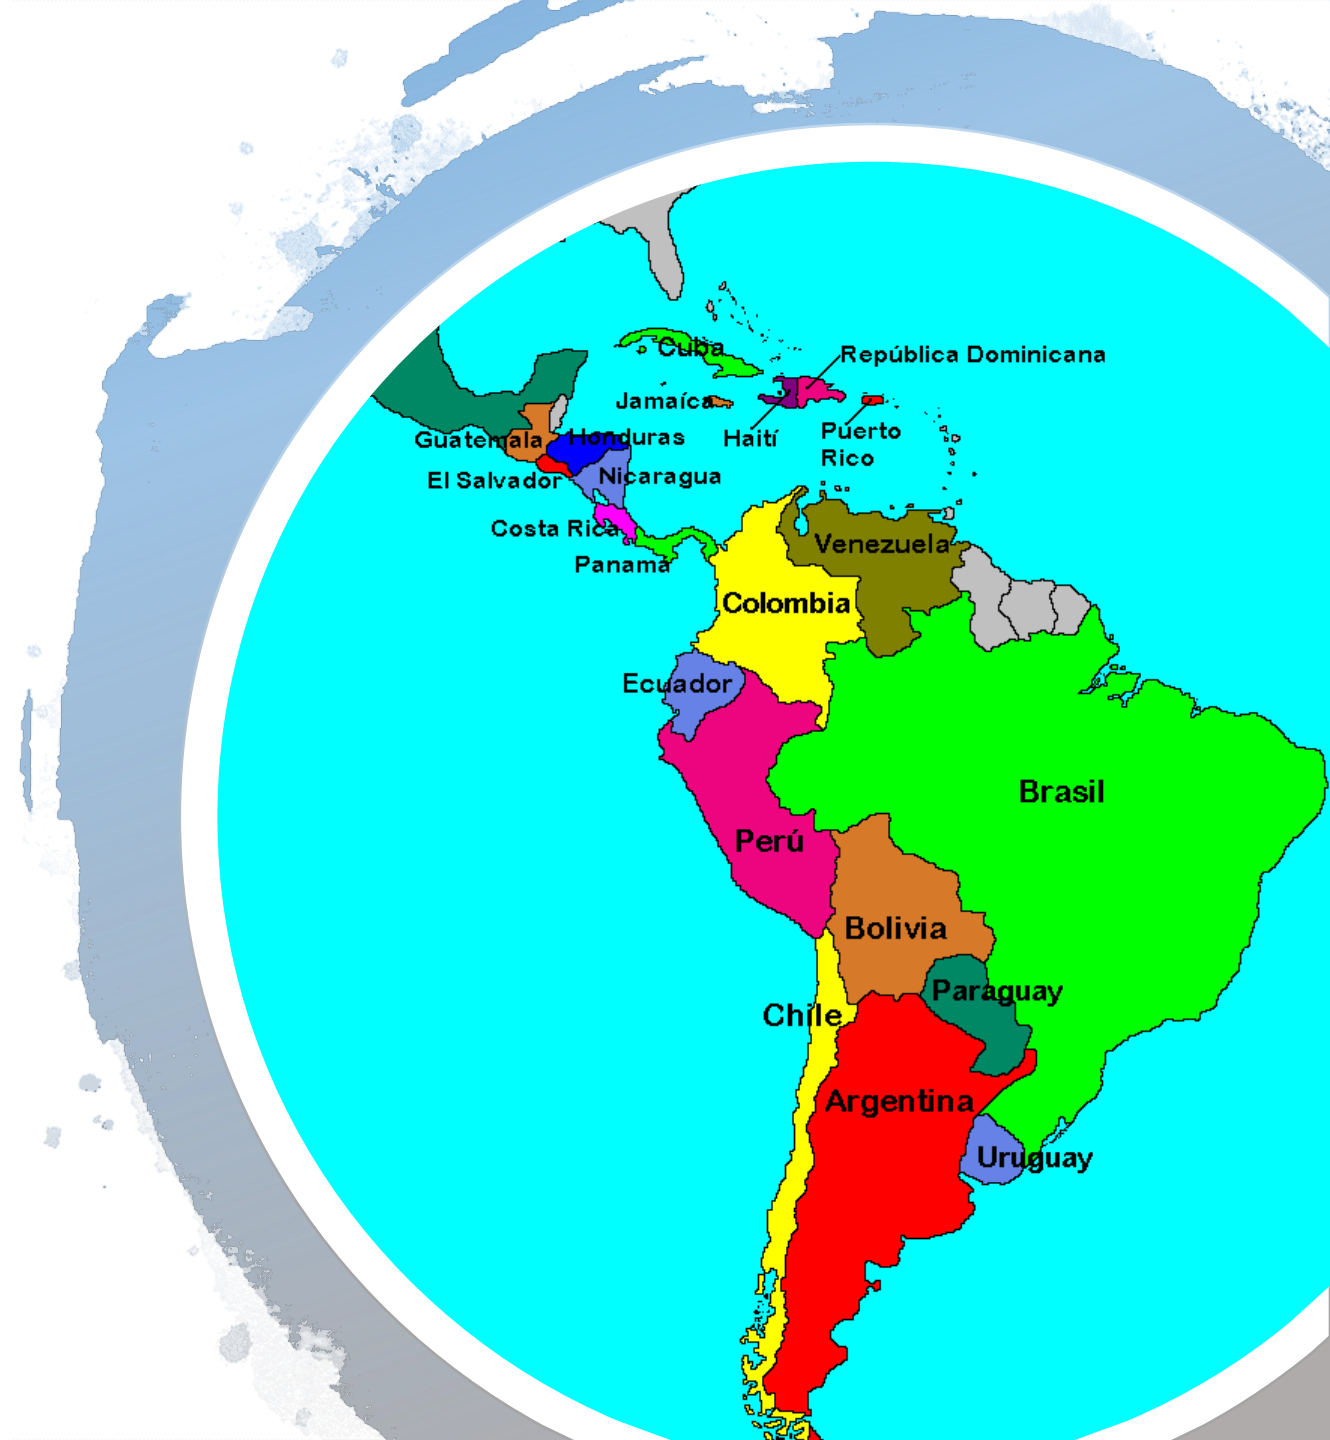 Cuba
República Dominicana
Jamaíca
Haití
Puerto
Rico
Guatemala
Honduras
El Salvador
Nicaragua
Costa Rica
Panamá
Venezuela
Colombia
Ecuador
Brasil
Perú
Bolivia
Paraguay
Chile
Argentina
Uruguay